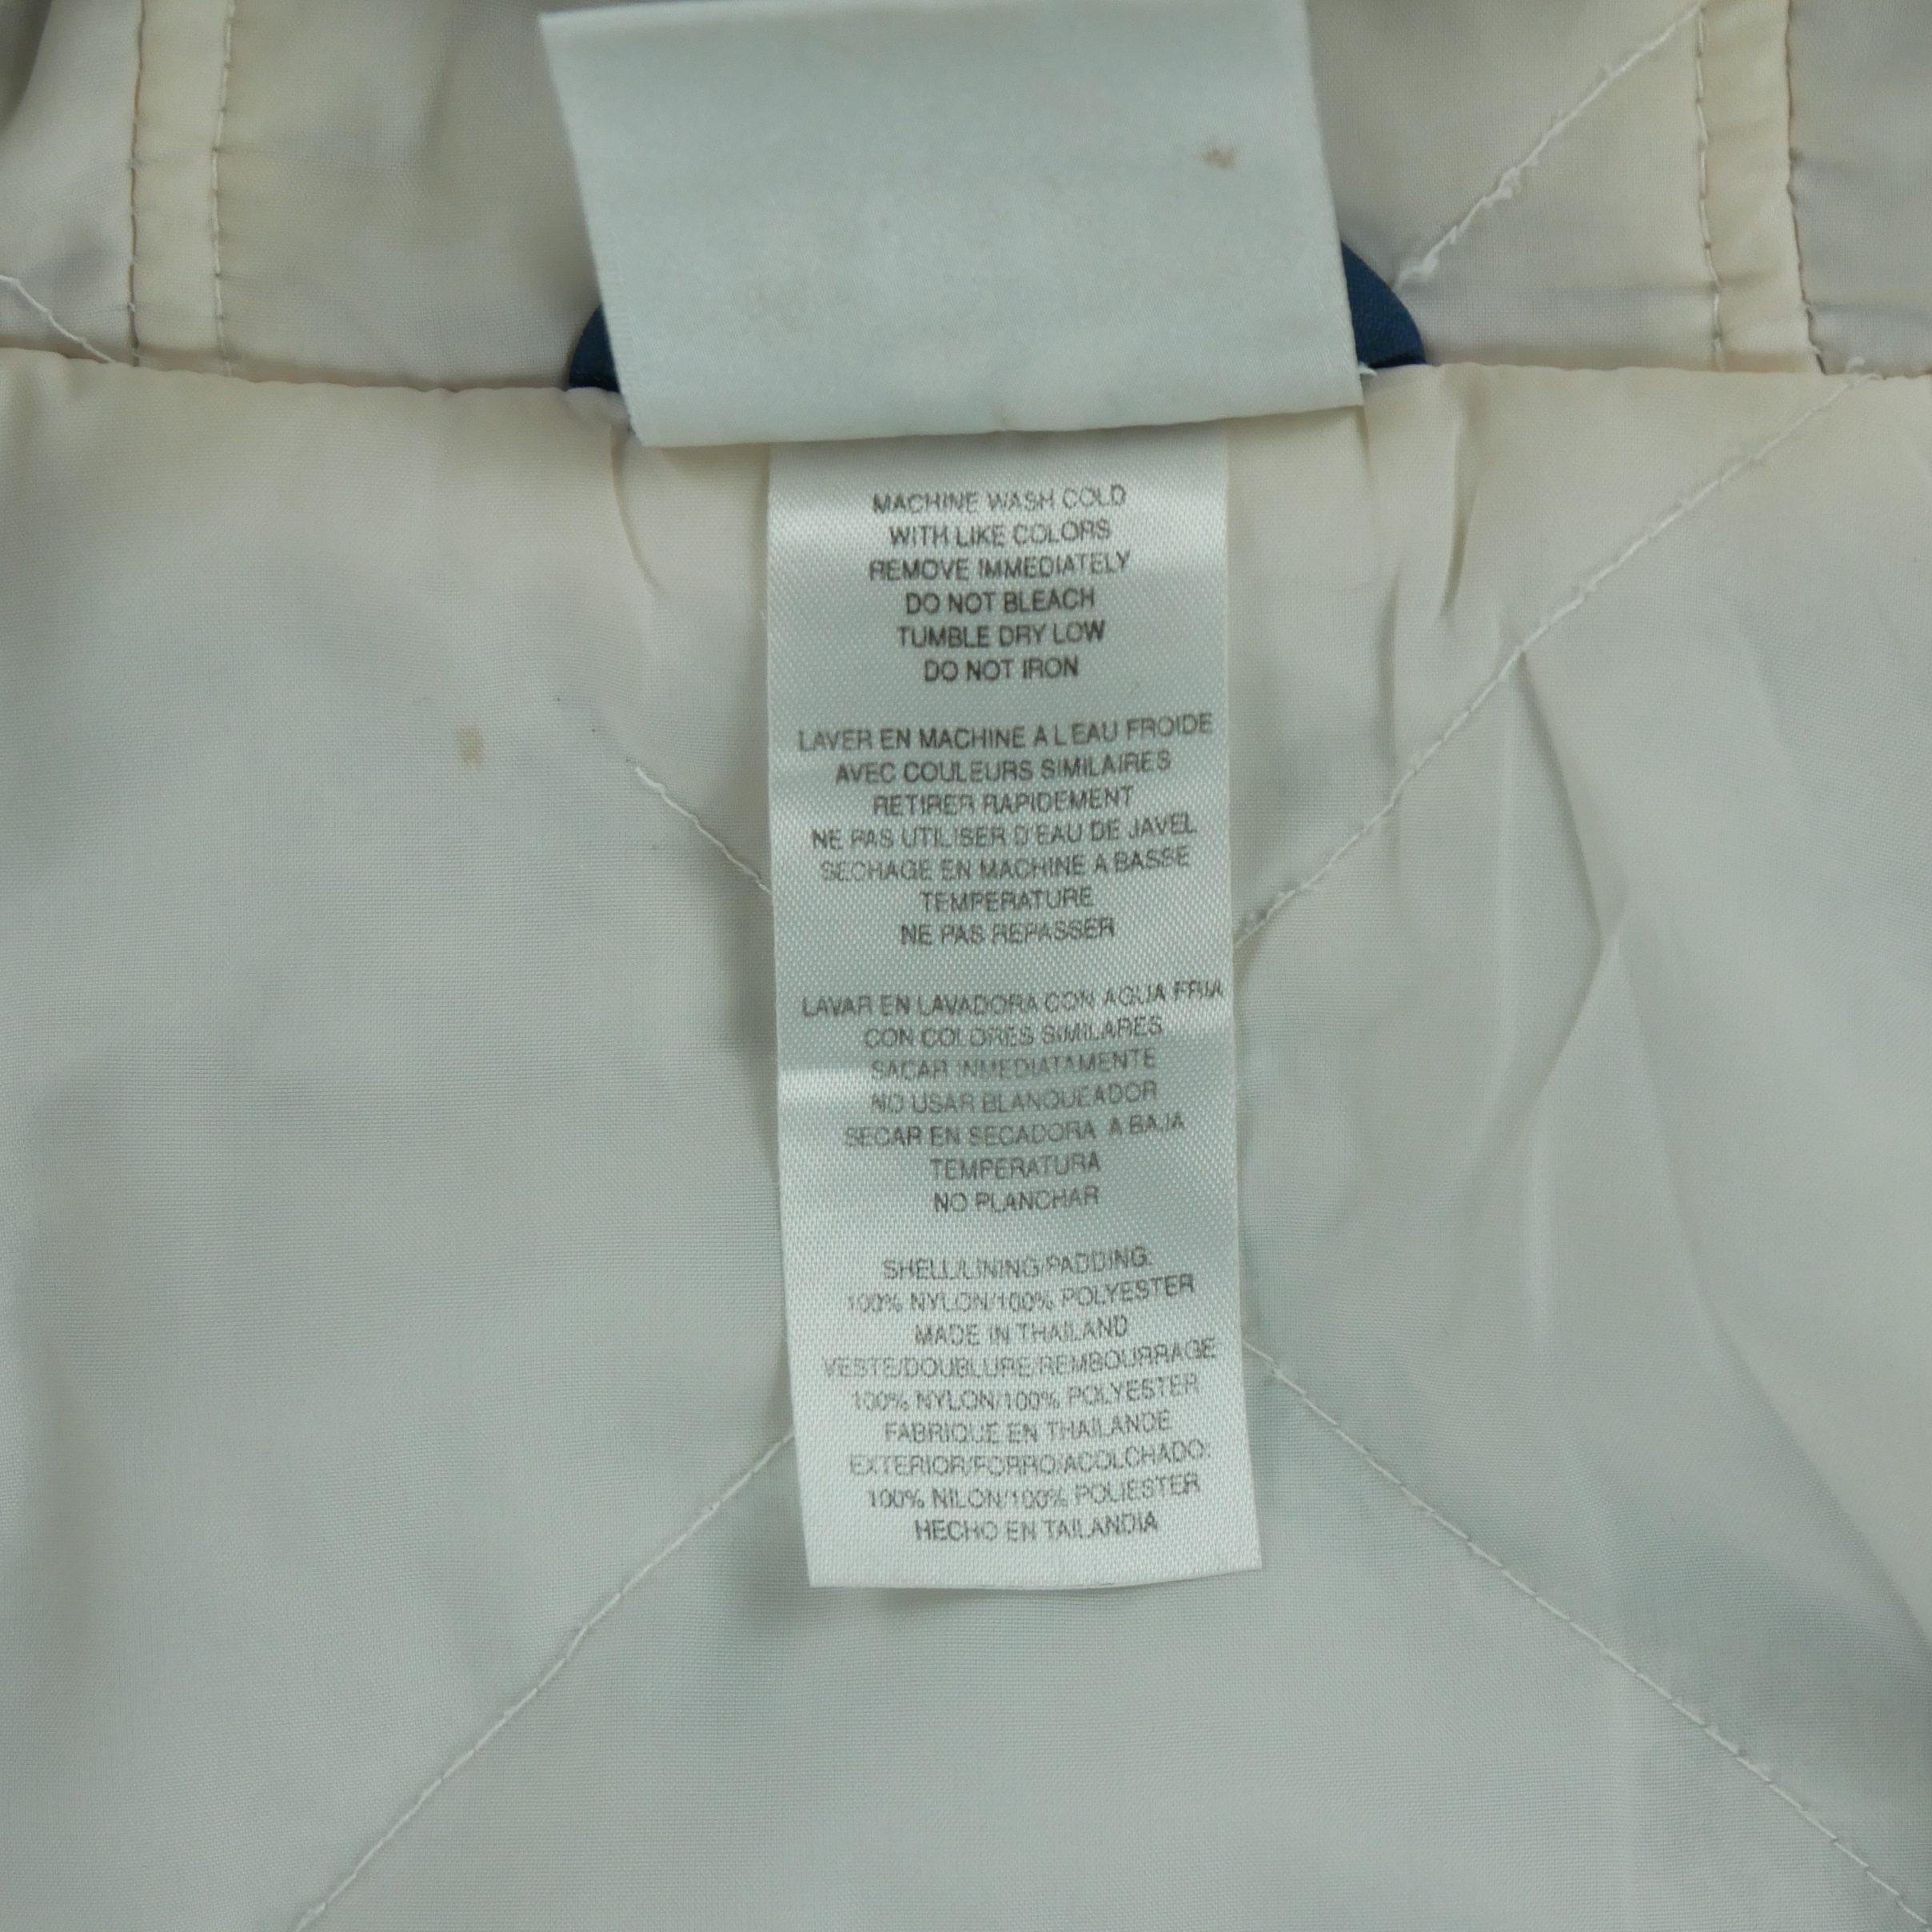 MACHINE WASH COLD
WITH LIKE COLORS
REMOVE IMMEDIATELY
DO NOT BLEACH
TUMBLE DRY LOW
DO NOT IRON
LAVER EN MACHINE A L'EAU FROIDE
AVEC COULEURS SIMILAIRES
RETIRER RAPIDEMENT
NE PAS UTILISER D'EAU DE JAVEL
SECHAGE EN MACHINE A BASSE
TEMPERATURE
NE PAS REPASSER
LAVAR EN LAVADORA CON AGUA FRIA
CON COLORES SIMILARES
SACAR INMEDIATAMENTE
NO USAR BLANQUEADOR
SECAR EN SECADORA A BAJA
TEMPERATURA
NO PLANCHAR
SHELL/LINING/PADDING:
100% NYLON/100% POLYESTER
MADE IN THAILAND
VESTE/DOUBLURE/REMBOURRAGE
100% NYLON/100% POLYESTER
FABRIQUE EN THAILANDE
EXTERIOR/FORRO/ACOLCHADO:
100% NILON/100% POLIESTER
HECHO EN TAILANDIA